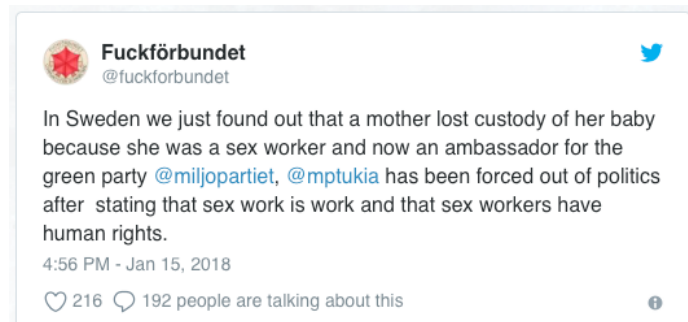 Fuckförbundet
@fuckforbundet
In Sweden we just found out that a mother lost custody of her baby
because she was a sex worker and now an ambassador for the
green party @miljopartiet, @mptukia has been forced out of politics
after  stating that sex work is work and that sex workers have
human rights.
4:56 PM - Jan 15, 2018
216 192 people are talking about this